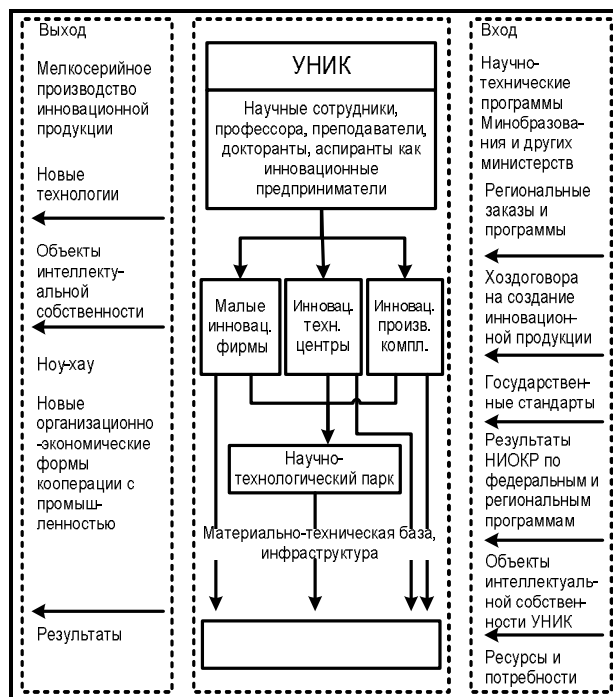 Выход
Мелкосерийное
производство
инновационной
продукции
Новые
технологии
Объекты
интеллекту-
альной
собственности
Ноу-хау
Новые
организационно
-экономические
формы
кооперации с
промыш-
ленностью
Результаты
УНИК
Научные сотрудники,
профессора, преподаватели,
докторанты, аспиранты как
инновационные
предприниматели
Малые
инновац.
фирмы
Инновац.
техн.
центры
Инновац.
произв.
компл.
Научно-
технологический парк
Материально-техническая база,
инфраструктура
Вход
Научно-
технические
программы
Минобразова-
ния и других
министерств
Региональные
заказы и
программы
Хоздоговора
на создание
инновацион-
ной продукции
Государствен-
ные стандарты
Результаты
НИОКР по
федеральным и
региональным
программам
Объекты
интеллектуаль-
ной собствен-
ности УНИК
Ресурсы и
потребности